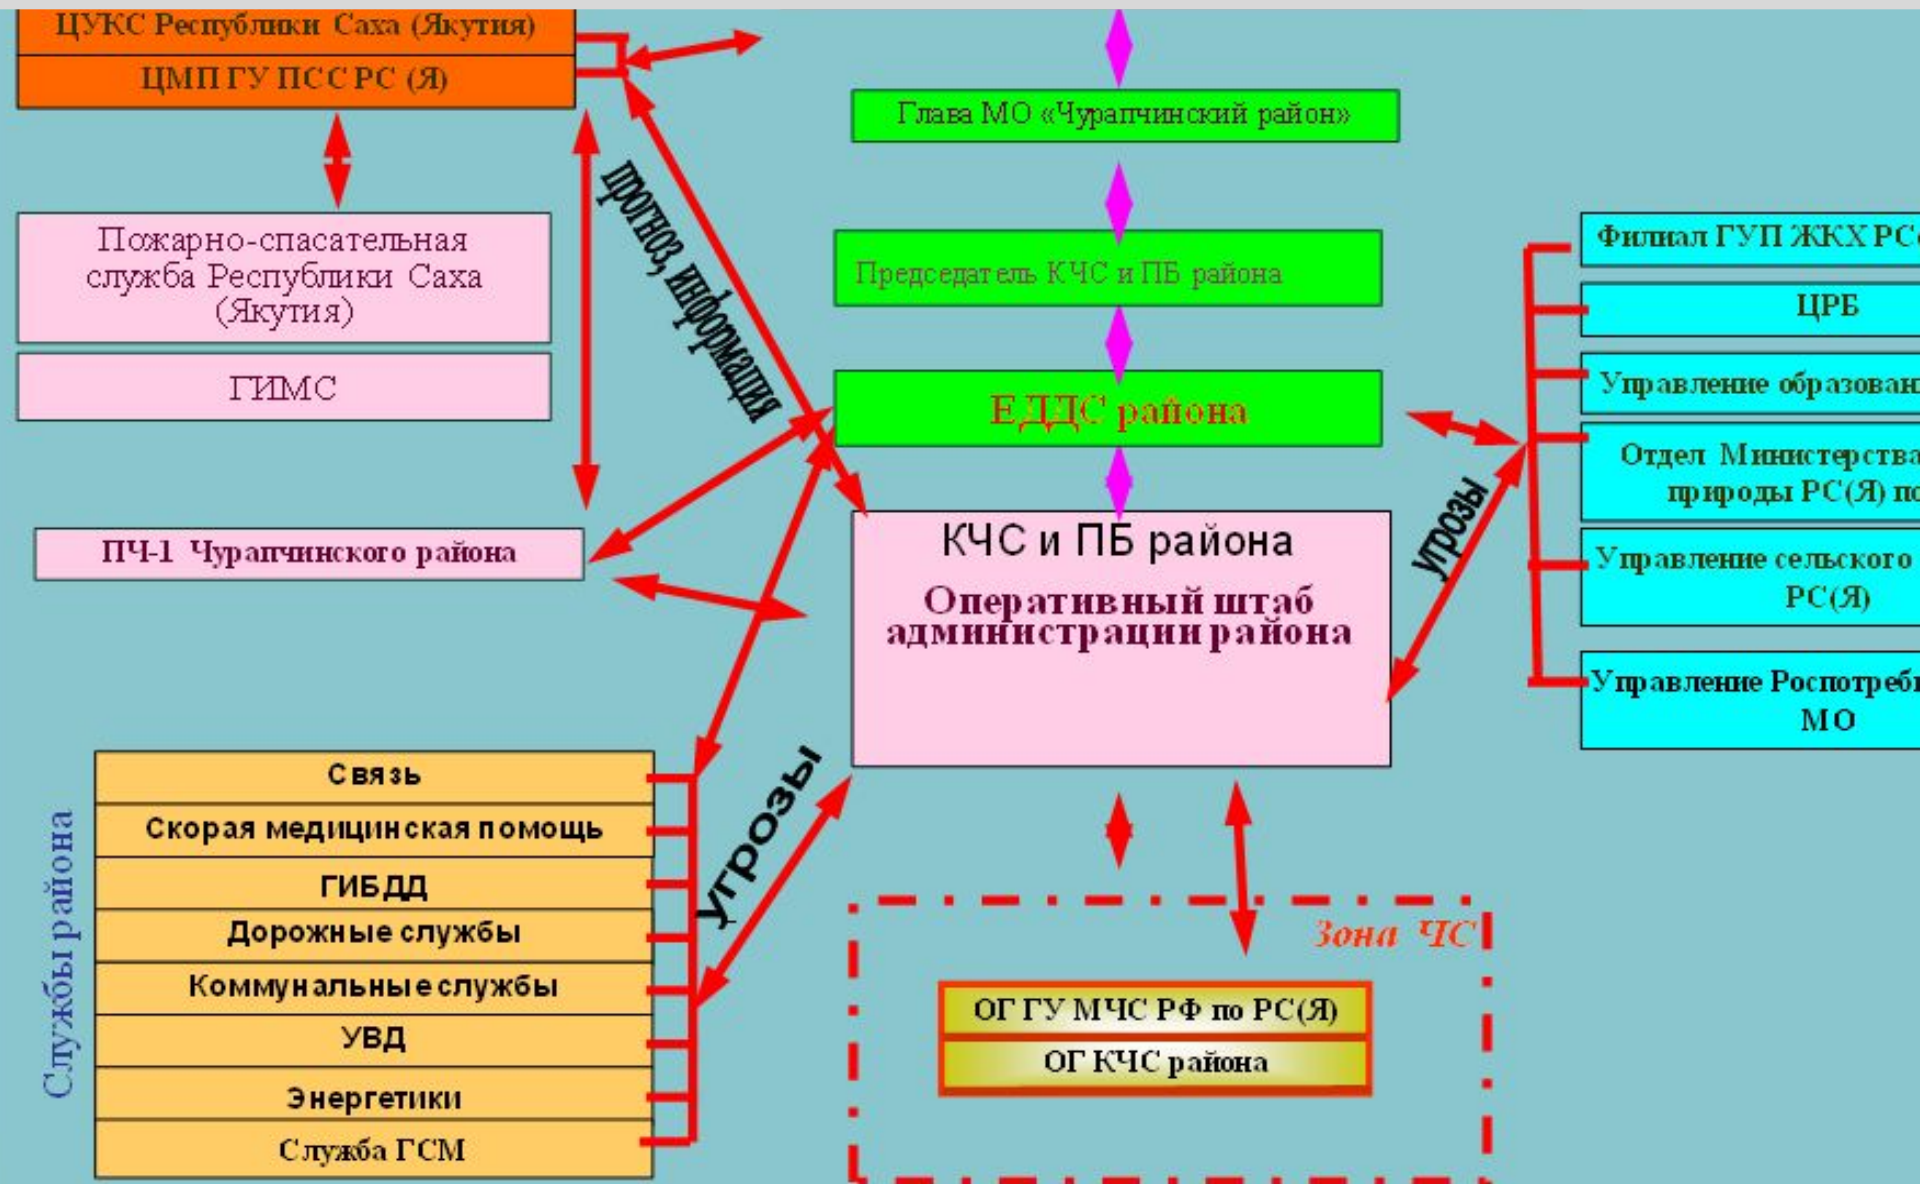 ЦУКС Республики Саха (Якутия)
ЦМП ГУ ПСС РС (Я)
Глава МО «Чурапчинский район»
прогноз, информация
Пожарно-спасательная
служба Республики Саха
(Якутия)
ГИМС
Председатель КЧС и ПБ района
ЕДДС района
Филиал ГУП ЖКХ РС(
ЦРБ
Управление образован
Отдел Министерства
природы РС(Я) по
Управление сельского
РС(Я)
Управление Роспотреб
МО
угрозы
ПЧ-1 Чурапчинского района
КЧС и ПБ района
Оперативный штаб
администрации района
Службы района
Связь
Скорая медицинская помощь
ГИБДД
Дорожные службы
Коммунальные службы
УВД
Энергетики
Служба ГСМ
угрозы
Зона ЧС
ОГ ГУ МЧС РФ по РС(Я)
ОГ КЧС района